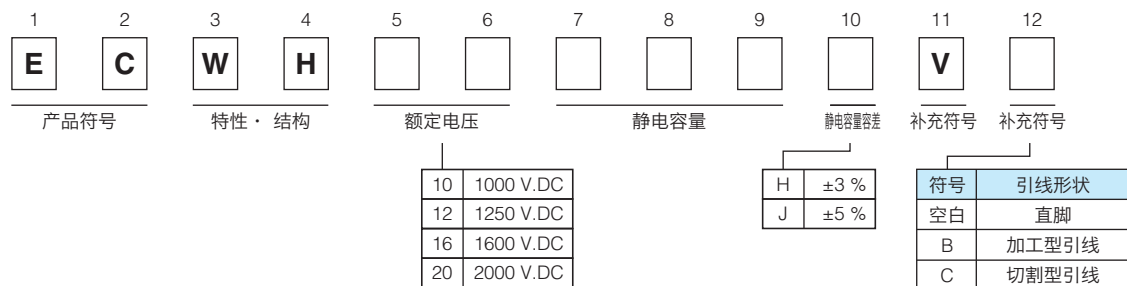 1 2 3 4 5 6 7 8 9 10 11 12
E C W H V
产品符号 特性· 结构 额定电压 静电容量 静电容量容差 补充符号 补充符号
10 1000 V.DC
12 1250 V.DC
16 1600 V.DC
20 2000 V.DC
H ±3 %
J ±5 %
符号 引线形状
空白 直脚
B 加工型引线
C 切割型引线